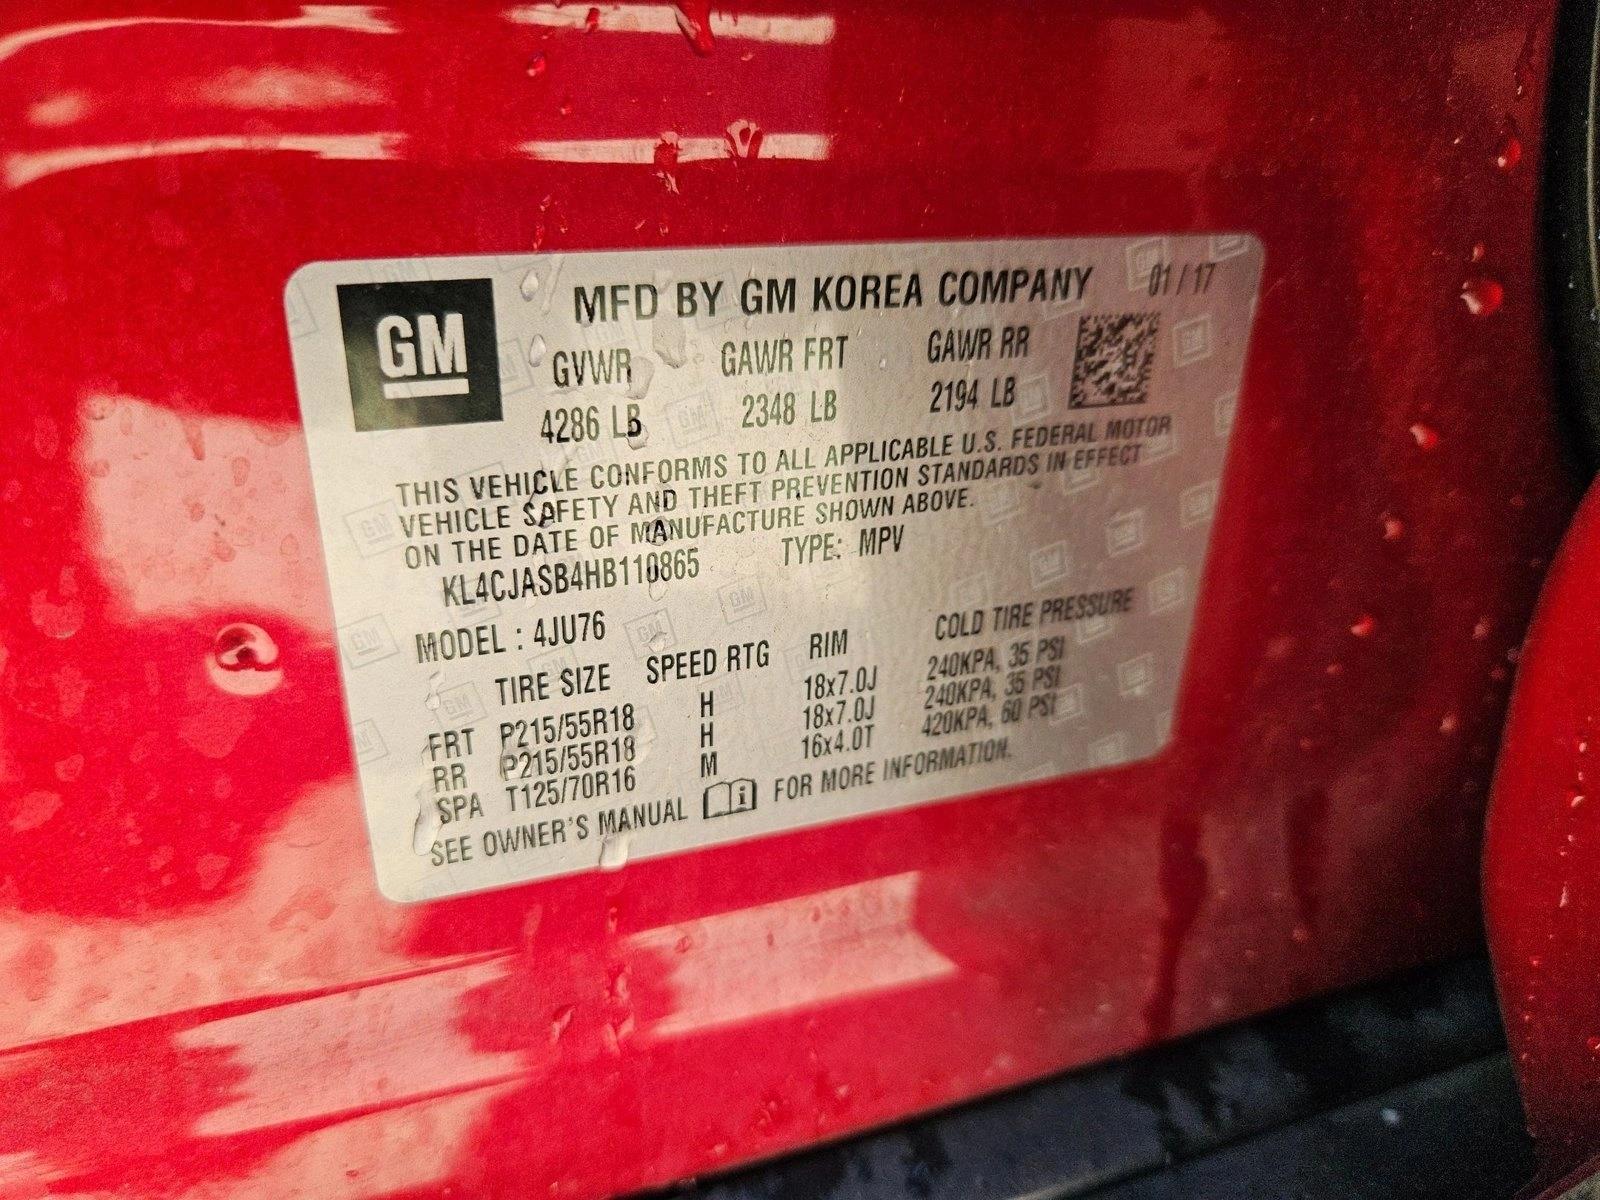 GM
MFD BY GM KOREA COMPANY 01 / 17
GVWR GAWR FRT GAWR RR
4286 LB 2348 LB 2194 LB
THIS VEHICLE CONFORMS TO ALL APPLICABLE U.S. FEDERAL MOTOR
VEHICLE SAFETY AND THEFT PREVENTION STANDARDS IN EFFECT
ON THE DATE OF MANUFACTURE SHOWN ABOVE.
KL4CJASB4HB110865 TYPE: MPV
MODEL : 4JU76
TIRE SIZE SPEED RTG RIM COLD TIRE PRESSURE
FRT P215/55R18 H 18x7.0J 240KPA, 35 PSI
RR P215/55R18 H 18x7.0J 240KPA, 35 PSI
SPA T125/70R16 M 16x4.0T 420KPA, 60 PSI
SEE OWNER'S MANUAL i FOR MORE INFORMATION.